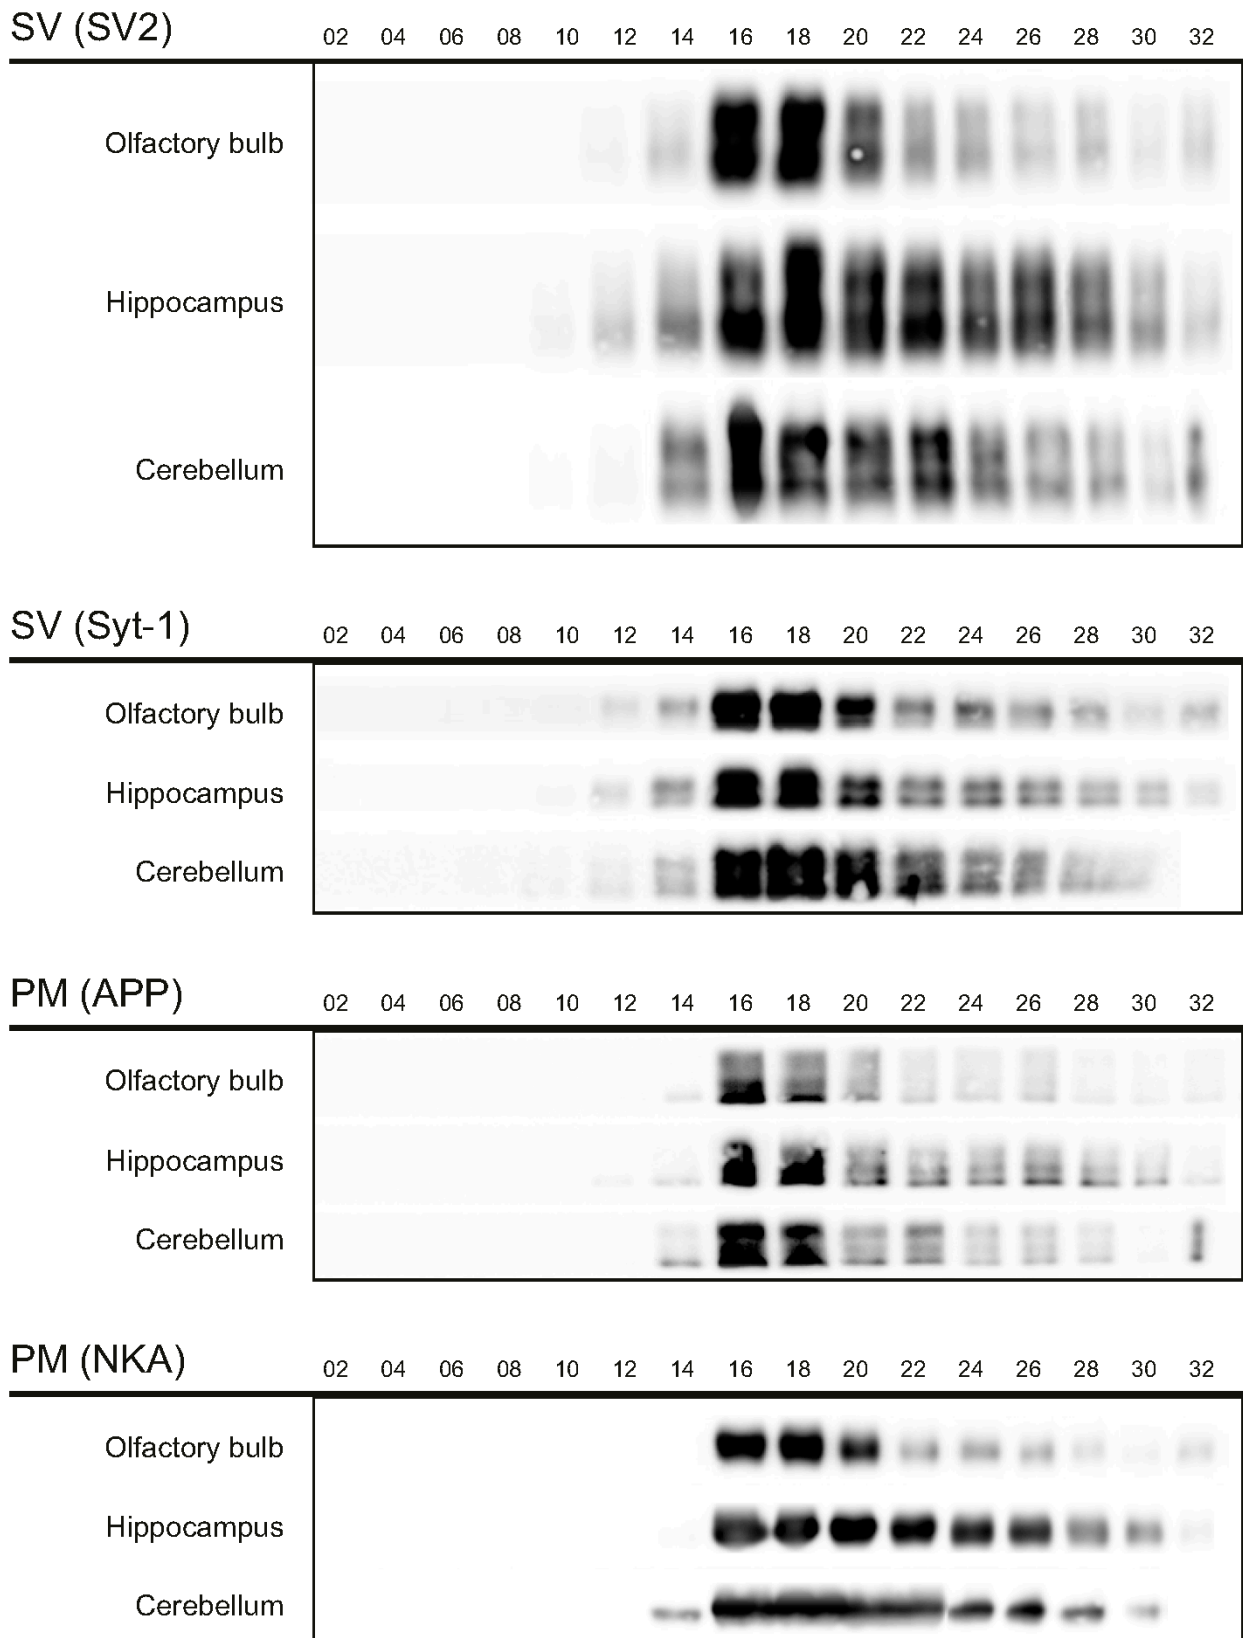 SV (SV2) 02 04 06 08 10 12 14 16 18 20 22 24 26 28 30 32
Olfactory bulb
Hippocampus
Cerebellum
SV (Syt-1) 02 04 06 08 10 12 14 16 18 20 22 24 26 28 30 32
Olfactory bulb
Hippocampus
Cerebellum
PM (APP) 02 04 06 08 10 12 14 16 18 20 22 24 26 28 30 32
Olfactory bulb
Hippocampus
Cerebellum
PM (NKA) 02 04 06 08 10 12 14 16 18 20 22 24 26 28 30 32
Olfactory bulb
Hippocampus
Cerebellum